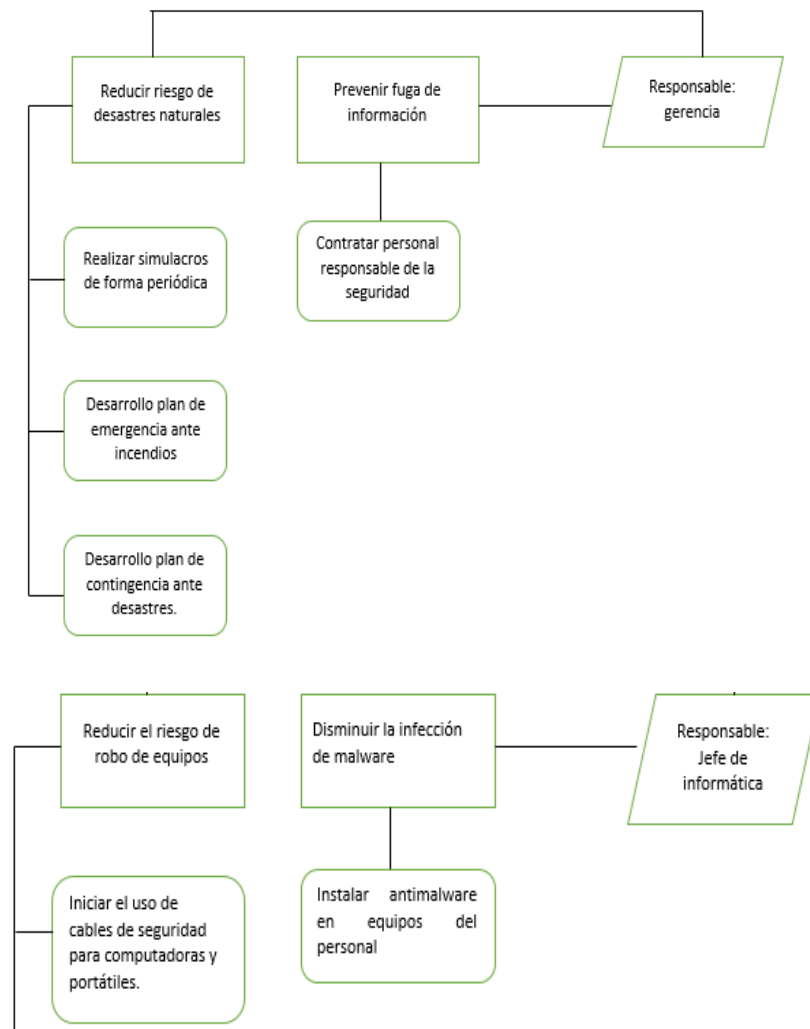 Reducir riesgo de
desastres naturales
Prevenir fuga de
información
Responsable:
gerencia
Realizar simulacros
de forma periódica
Contratar personal
responsable de la
seguridad
Desarrollo plan de
emergencia ante
incendios
Desarrollo plan de
contingencia ante
desastres.
Reducir el riesgo de
robo de equipos
Disminuir la infección
de malware
Responsable:
Jefe de
informática
Iniciar el uso de
cables de seguridad
para computadoras y
portátiles.
Instalar antimalware
en equipos del
personal